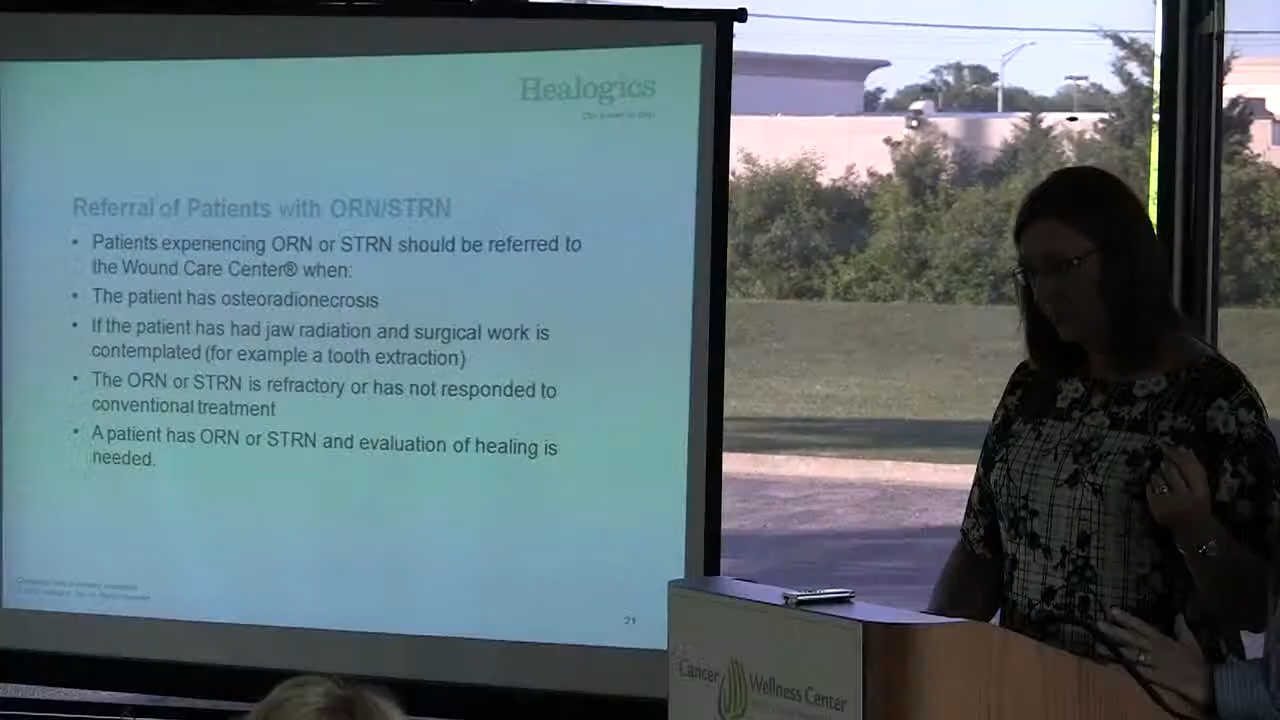 Healogics
Referral of Patients with ORN/STRN
• Patients experiencing ORN or STRN should be referred to
the Wound Care Center® when:
• The patient has osteoradionecrosis
• If the patient has had jaw radiation and surgical work is
contemplated (for example a tooth extraction)
• The ORN or STRN is refractory or has not responded to
conventional treatment
• A patient has ORN or STRN and evaluation of healing is
needed.
21
Cancer Wellness Center